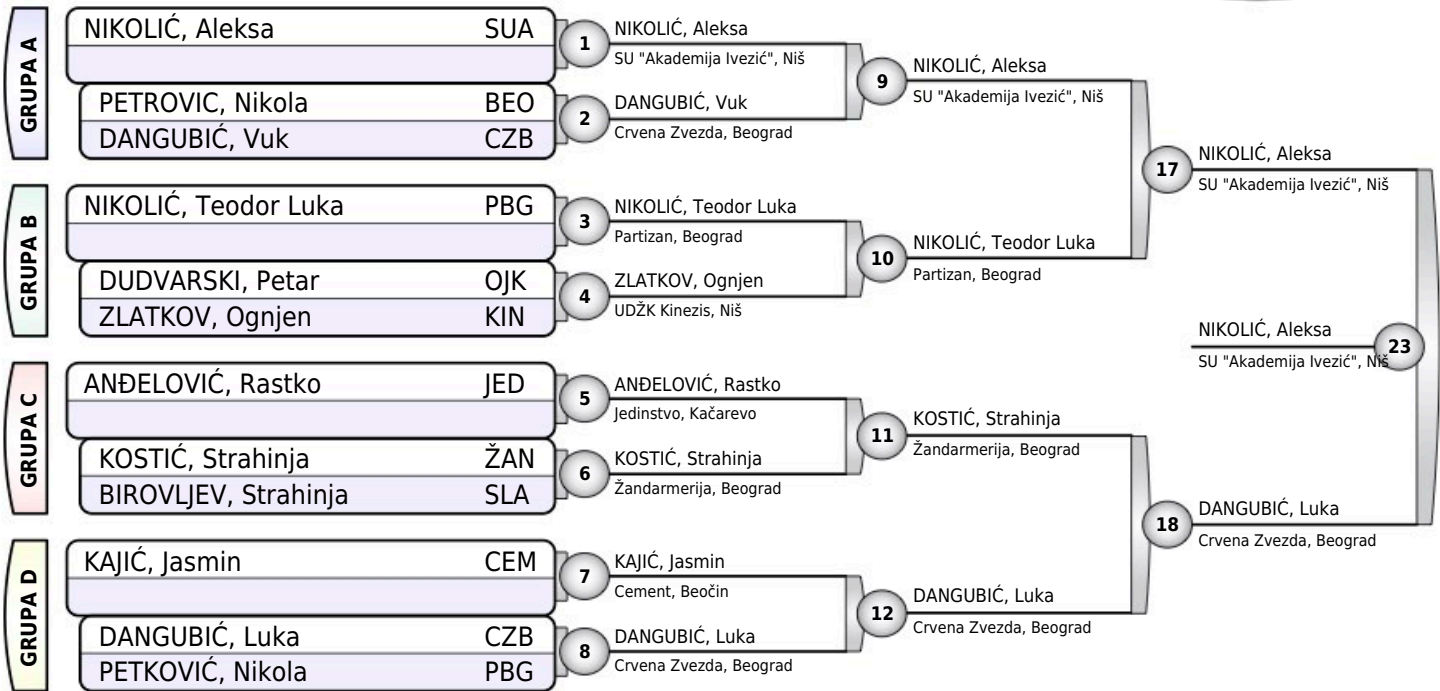 GRUPA A
NIKOLIĆ, Aleksa SUA
PETROVIC, Nikola BEO
DANGUBIĆ, Vuk CZB
GRUPA B
NIKOLIĆ, Teodor Luka PBG
DUDVARSKI, Petar OJK
ZLATKOV, Ognjen KIN
GRUPA C
ANĐELOVIĆ, Rastko JED
KOSTIĆ, Strahinja ŽAN
BIROVLJEV, Strahinja SLA
GRUPA D
KAJIĆ, Jasmin CEM
DANGUBIĆ, Luka CZB
PETKOVIĆ, Nikola PBG
1
NIKOLIĆ, Aleksa
SU "Akademija Ivezić", Niš
2
DANGUBIĆ, Vuk
Crvena Zvezda, Beograd
3
NIKOLIĆ, Teodor Luka
Partizan, Beograd
4
ZLATKOV, Ognjen
UDŽK Kinezis, Niš
5
ANĐELOVIĆ, Rastko
Jedinstvo, Kačarevo
6
KOSTIĆ, Strahinja
Žandarmerija, Beograd
7
KAJIĆ, Jasmin
Cement, Beočin
8
DANGUBIĆ, Luka
Crvena Zvezda, Beograd
9
NIKOLIĆ, Aleksa
SU "Akademija Ivezić", Niš
10
NIKOLIĆ, Teodor Luka
Partizan, Beograd
11
KOSTIĆ, Strahinja
Žandarmerija, Beograd
12
DANGUBIĆ, Luka
Crvena Zvezda, Beograd
17
NIKOLIĆ, Aleksa
SU "Akademija Ivezić", Niš
18
DANGUBIĆ, Luka
Crvena Zvezda, Beograd
23
NIKOLIĆ, Aleksa
SU "Akademija Ivezić", Niš